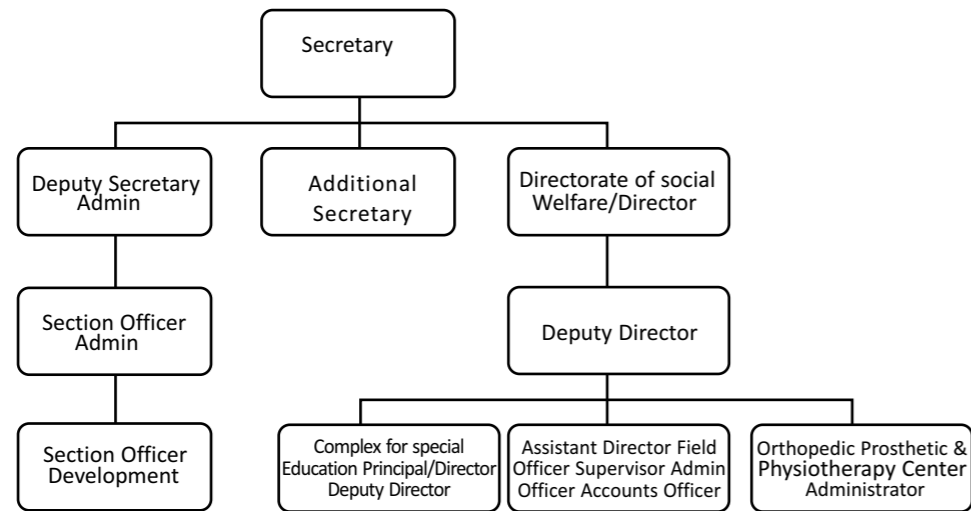 Secretary
Deputy Secretary
Admin
Additional
Secretary
Directorate of social
Welfare/Director
Section Officer
Admin
Deputy Director
Section Officer
Development
Complex for special
Education Principal/Director
Deputy Director
Assistant Director Field
Officer Supervisor Admin
Officer Accounts Officer
Orthopedic Prosthetic &
Physiotherapy Center
Administrator